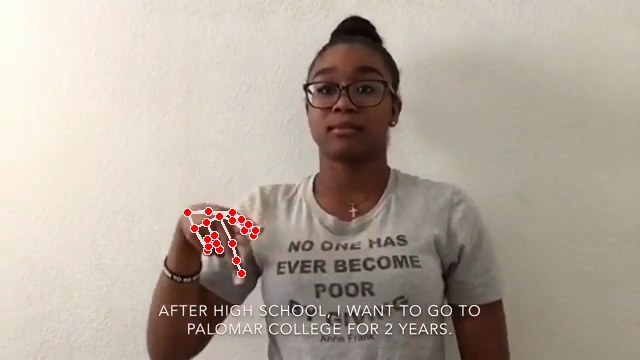 NO ONE HAS
EVER BECOME
POOR
Anne Frank
AFTER HIGH SCHOOL, I WANT TO GO TO
PALOMAR COLLEGE FOR 2 YEARS.